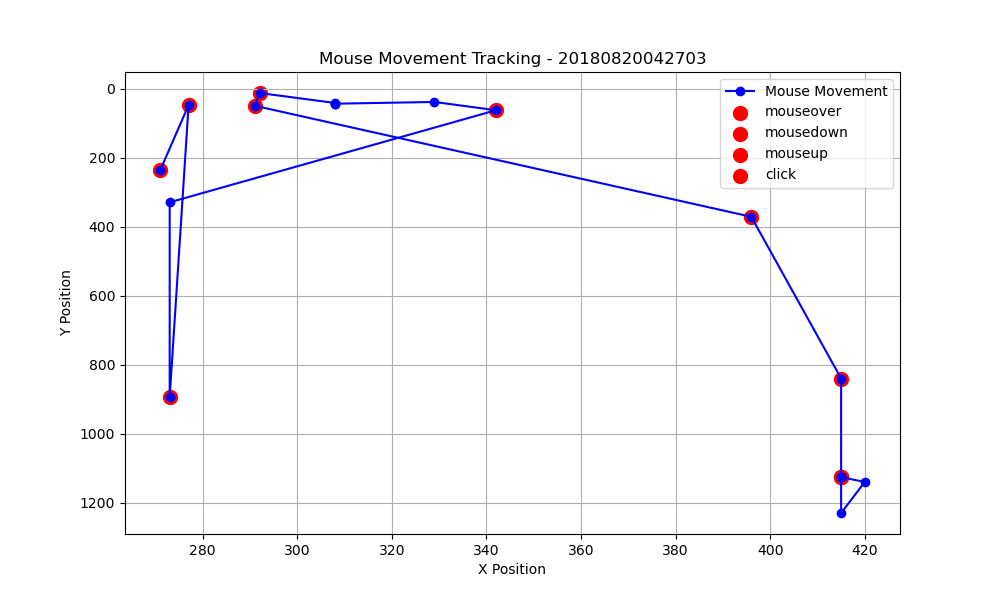 Mouse Movement Tracking - 20180820042703
Mouse Movement
mouseover
mousedown
mouseup
click
0
200
400
600
800
1000
1200
Y Position
280 300 320 340 360 380 400 420
X Position